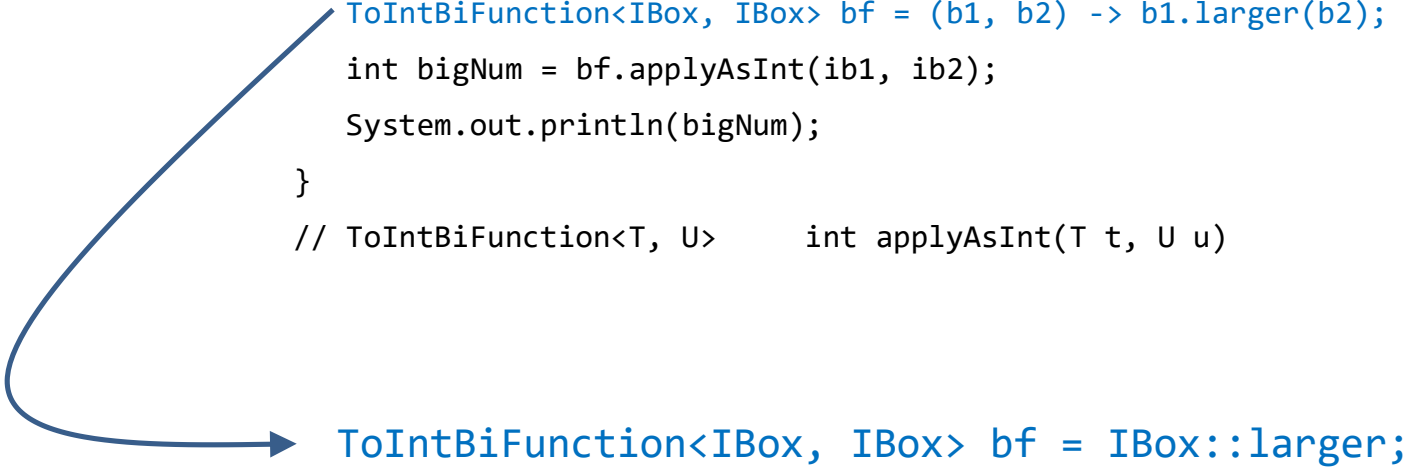 ToIntBiFunction<IBox, IBox> bf = (b1, b2) -> b1.larger(b2);
int bigNum = bf.applyAsInt(ib1, ib2);
System.out.println(bigNum);
}
// ToIntBiFunction<T, U>     int applyAsInt(T t, U u)
ToIntBiFunction<IBox, IBox> bf = IBox::larger;